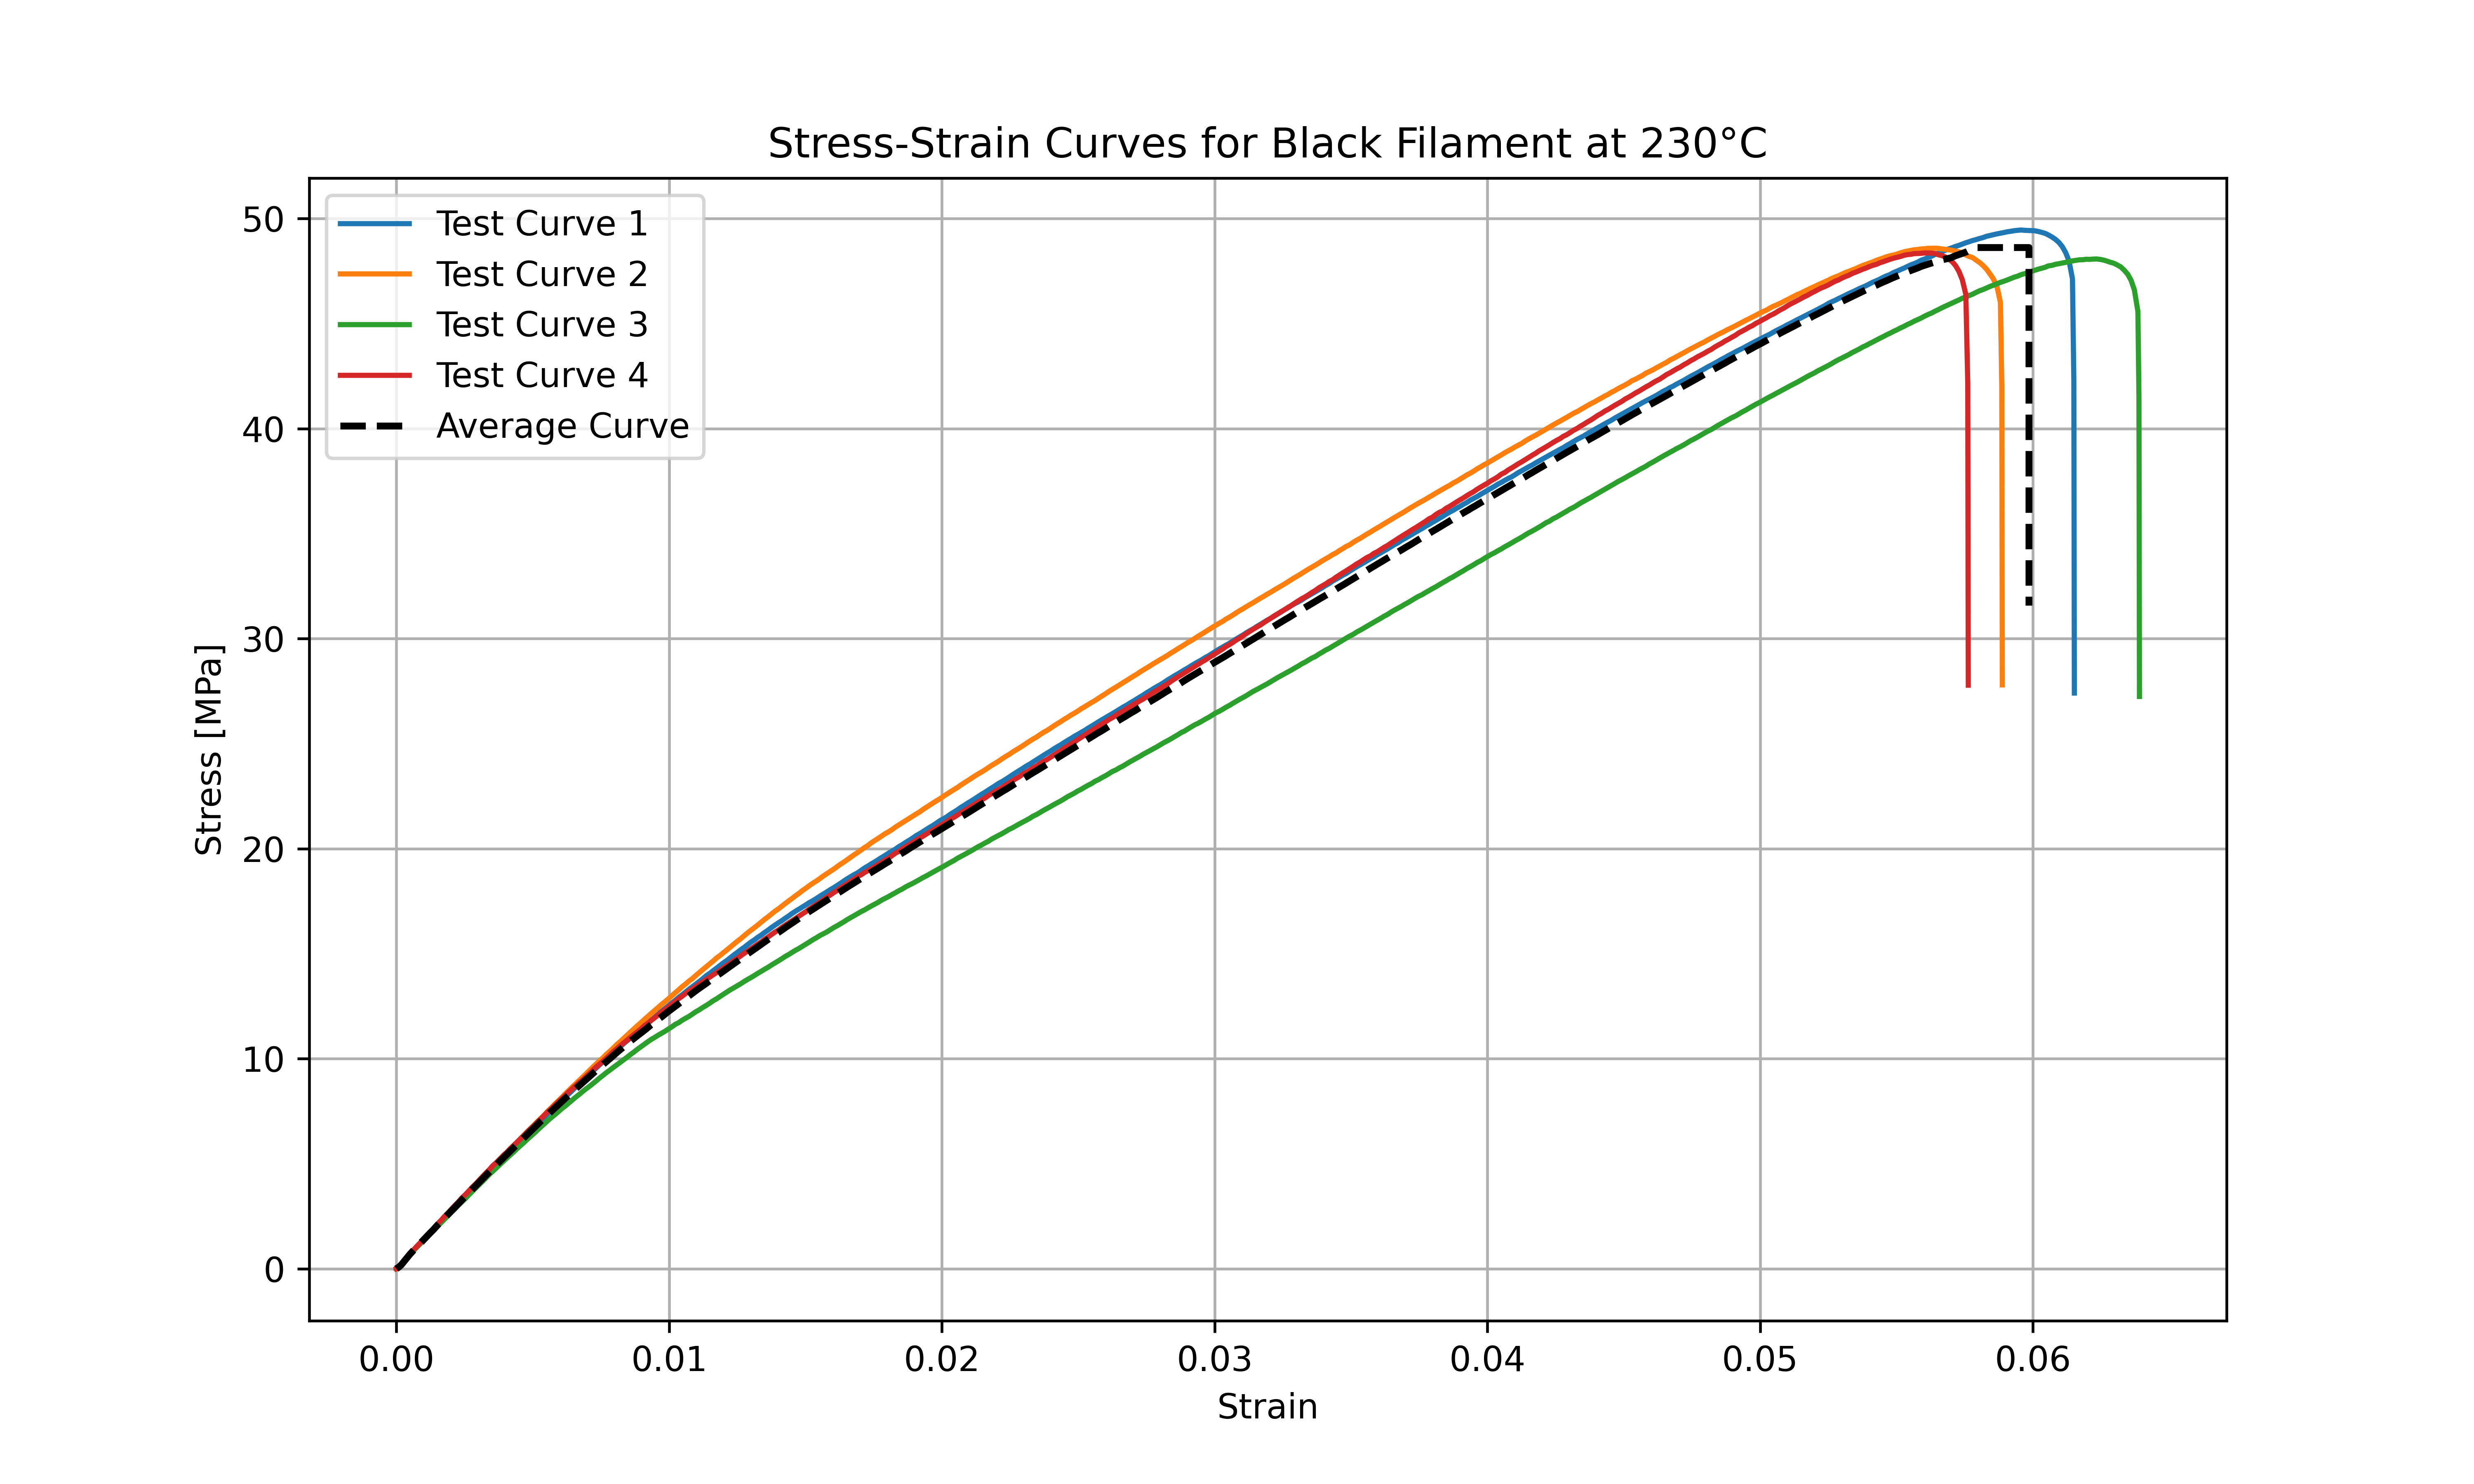 Stress-Strain Curves for Black Filament at 230°C
Test Curve 1
Test Curve 2
Test Curve 3
Test Curve 4
Average Curve
50
40
30
20
10
0
Stress [MPa]
0.00 0.01 0.02 0.03 0.04 0.05 0.06
Strain